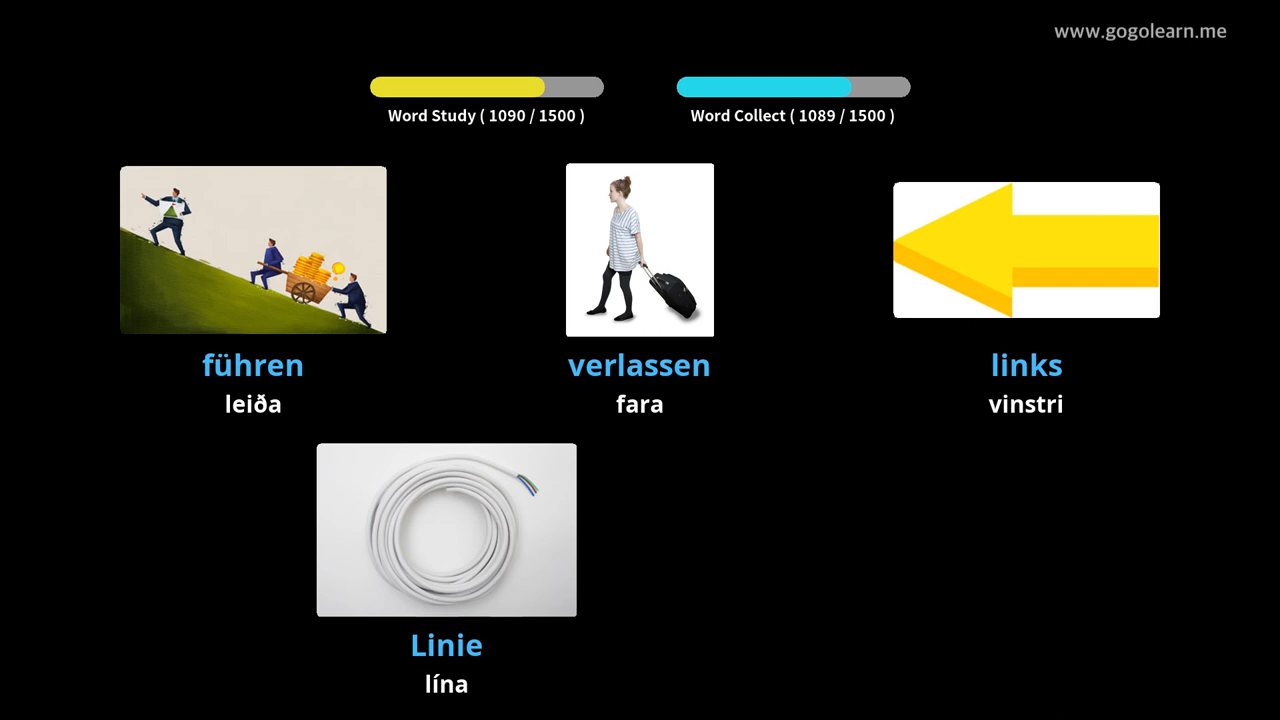 www.gogolearn.me
Word Study ( 1090 / 1500 )
Word Collect ( 1089 / 1500 )
führen
leiða
verlassen
fara
links
vinstri
Linie
lína